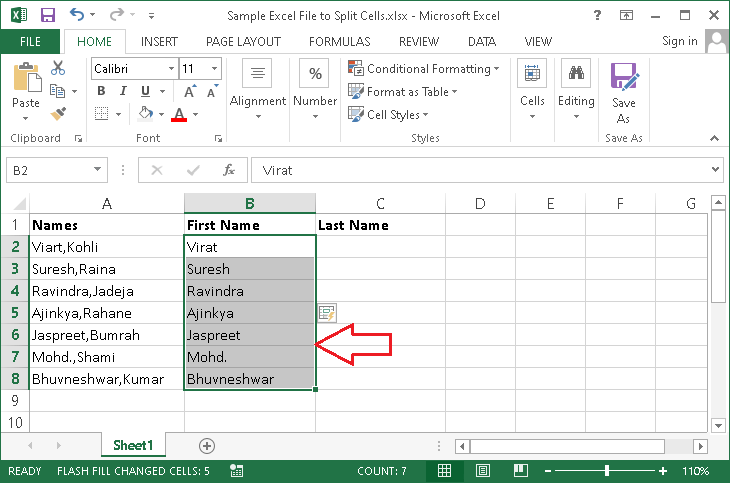 Sample Excel File to Split Cells.xlsx - Microsoft Excel
FILE HOME INSERT PAGE LAYOUT FORMULAS REVIEW DATA VIEW Sign in
Calibri 11
Paste
B I U A A
A
Clipboard Font
Alignment
%
Number
Conditional Formatting
Format as Table
Cell Styles
Styles
Cells
Editing
Save
As
Save As
B2 fx Virat
A B C D E F G
1 Names First Name Last Name
2 Viart,Kohli Virat
3 Suresh,Raina Suresh
4 Ravindra,Jadeja Ravindra
5 Ajinkya,Rahane Ajinkya
6 Jaspreet,Bumrah Jaspreet
7 Mohd.,Shami Mohd.
8 Bhuvneshwar,Kumar Bhuvneshwar
9
10
Sheet1
READY FLASH FILL CHANGED CELLS: 5 COUNT: 7 110%